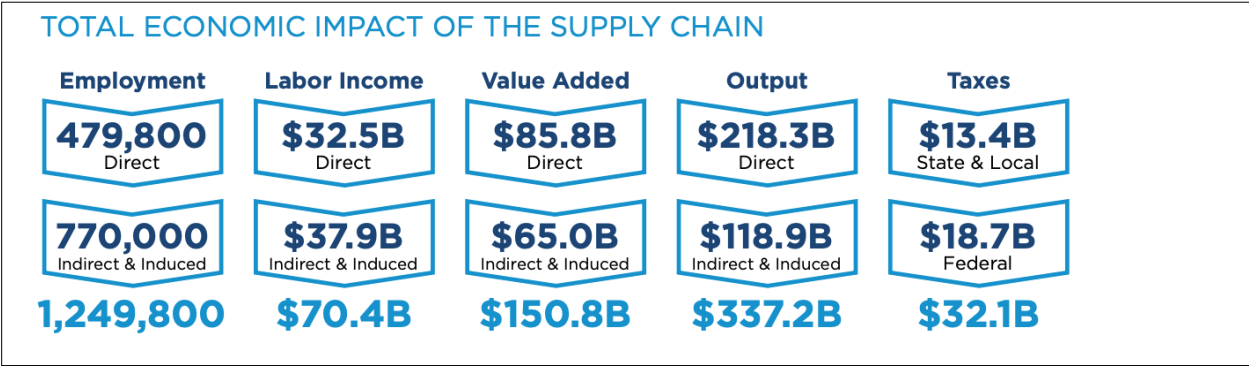 TOTAL ECONOMIC IMPACT OF THE SUPPLY CHAIN
Employment
479,800
Direct
770,000
Indirect & Induced
1,249,800
Labor Income
$32.5B
Direct
$37.9B
Indirect & Induced
$70.4B
Value Added
$85.8B
Direct
$65.0B
Indirect & Induced
$150.8B
Output
$218.3B
Direct
$118.9B
Indirect & Induced
$337.2B
Taxes
$13.4B
State & Local
$18.7B
Federal
$32.1B